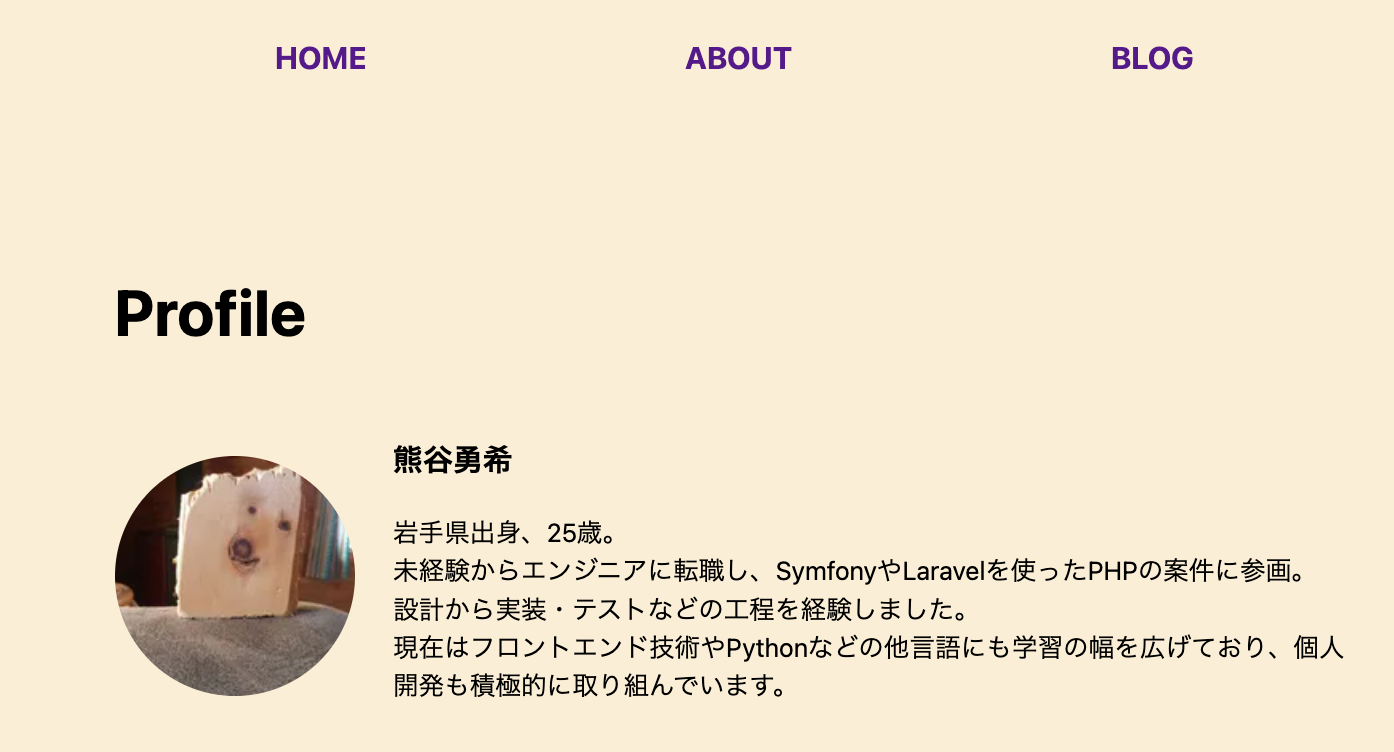 HOME ABOUT BLOG
Profile
熊谷勇希
岩手県出身、25歳。
未経験からエンジニアに転職し、SymfonyやLaravelを使ったPHPの案件に参画。
設計から実装・テストなどの工程を経験しました。
現在はフロントエンド技術やPythonなどの他言語にも学習の幅を広げており、個人
開発も積極的に取り組んでいます。